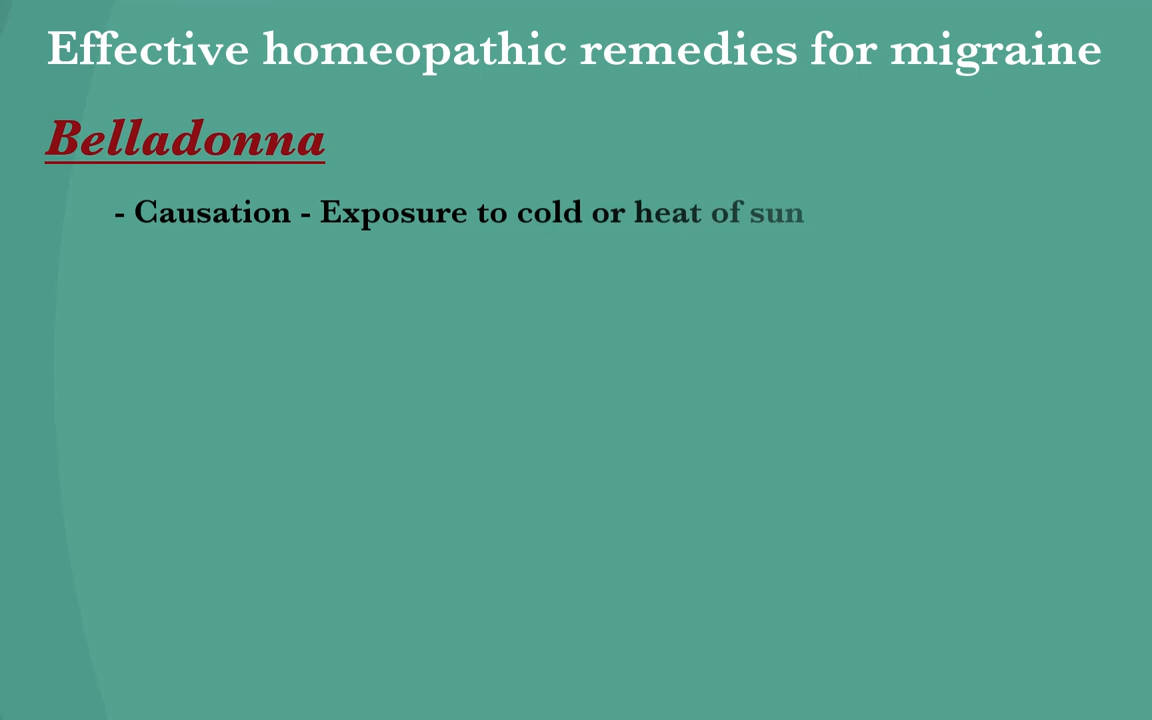 Effective homeopathic remedies for migraine
Belladonna
- Causation - Exposure to cold or heat of sun